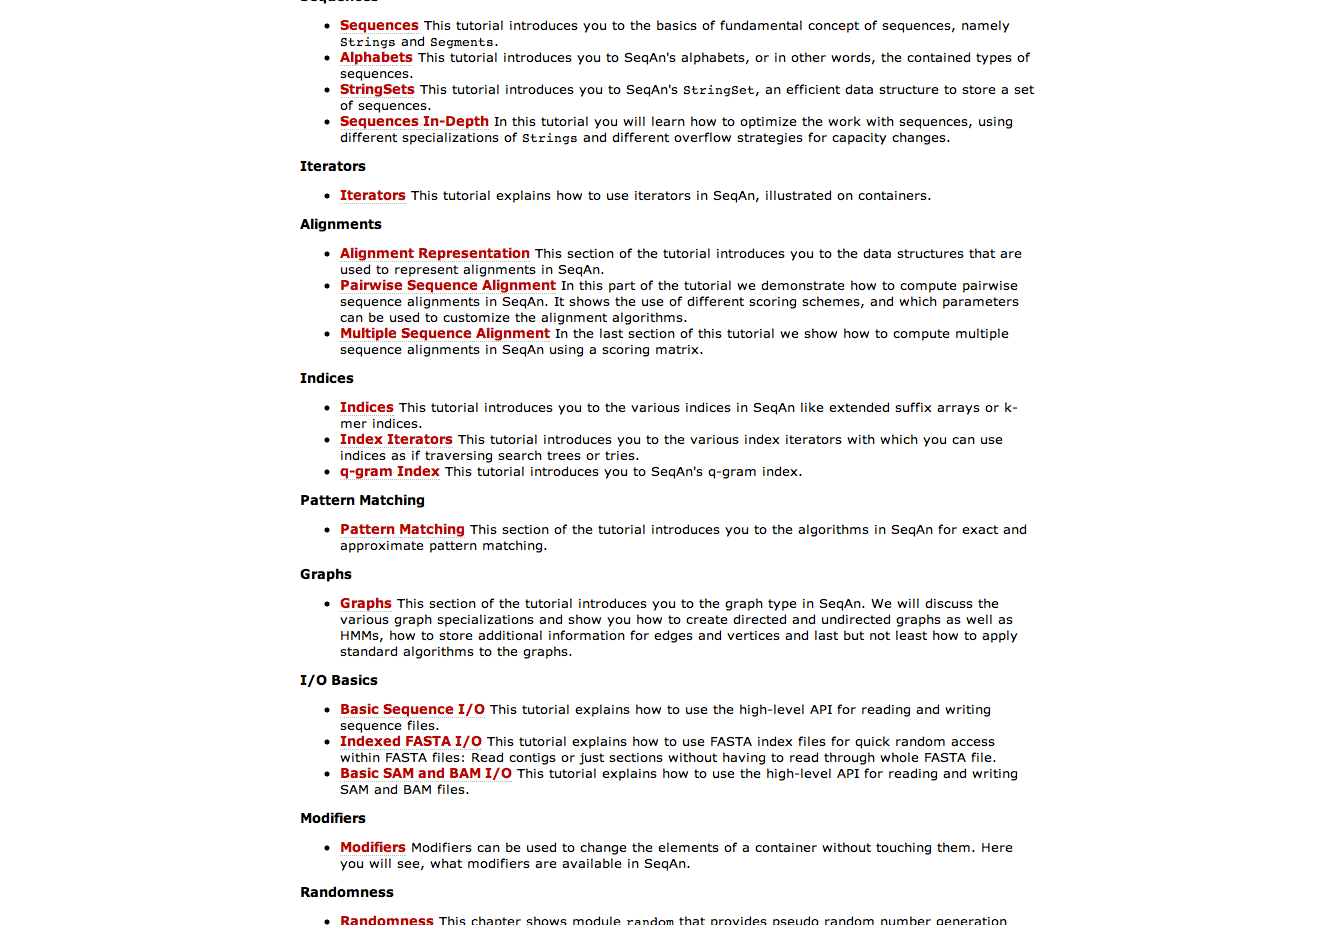 Sequences
Sequences This tutorial introduces you to the basics of fundamental concept of sequences, namely
Strings and Segments.
Alphabets This tutorial introduces you to SeqAn's alphabets, or in other words, the contained types of
sequences.
StringSets This tutorial introduces you to SeqAn's StringSet, an efficient data structure to store a set
of sequences.
Sequences In-Depth In this tutorial you will learn how to optimize the work with sequences, using
different specializations of Strings and different overflow strategies for capacity changes.
Iterators
Iterators This tutorial explains how to use iterators in SeqAn, illustrated on containers.
Alignments
Alignment Representation This section of the tutorial introduces you to the data structures that are
used to represent alignments in SeqAn.
Pairwise Sequence Alignment In this part of the tutorial we demonstrate how to compute pairwise
sequence alignments in SeqAn. It shows the use of different scoring schemes, and which parameters
can be used to customize the alignment algorithms.
Multiple Sequence Alignment In the last section of this tutorial we show how to compute multiple
sequence alignments in SeqAn using a scoring matrix.
Indices
Indices This tutorial introduces you to the various indices in SeqAn like extended suffix arrays or k-
mer indices.
Index Iterators This tutorial introduces you to the various index iterators with which you can use
indices as if traversing search trees or tries.
q-gram Index This tutorial introduces you to SeqAn's q-gram index.
Pattern Matching
Pattern Matching This section of the tutorial introduces you to the algorithms in SeqAn for exact and
approximate pattern matching.
Graphs
Graphs This section of the tutorial introduces you to the graph type in SeqAn. We will discuss the
various graph specializations and show you how to create directed and undirected graphs as well as
HMMs, how to store additional information for edges and vertices and last but not least how to apply
standard algorithms to the graphs.
I/O Basics
Basic Sequence I/O This tutorial explains how to use the high-level API for reading and writing
sequence files.
Indexed FASTA I/O This tutorial explains how to use FASTA index files for quick random access
within FASTA files: Read contigs or just sections without having to read through whole FASTA file.
Basic SAM and BAM I/O This tutorial explains how to use the high-level API for reading and writing
SAM and BAM files.
Modifiers
Modifiers Modifiers can be used to change the elements of a container without touching them. Here
you will see, what modifiers are available in SeqAn.
Randomness
Randomness This chapter shows module random that provides pseudo random number generation